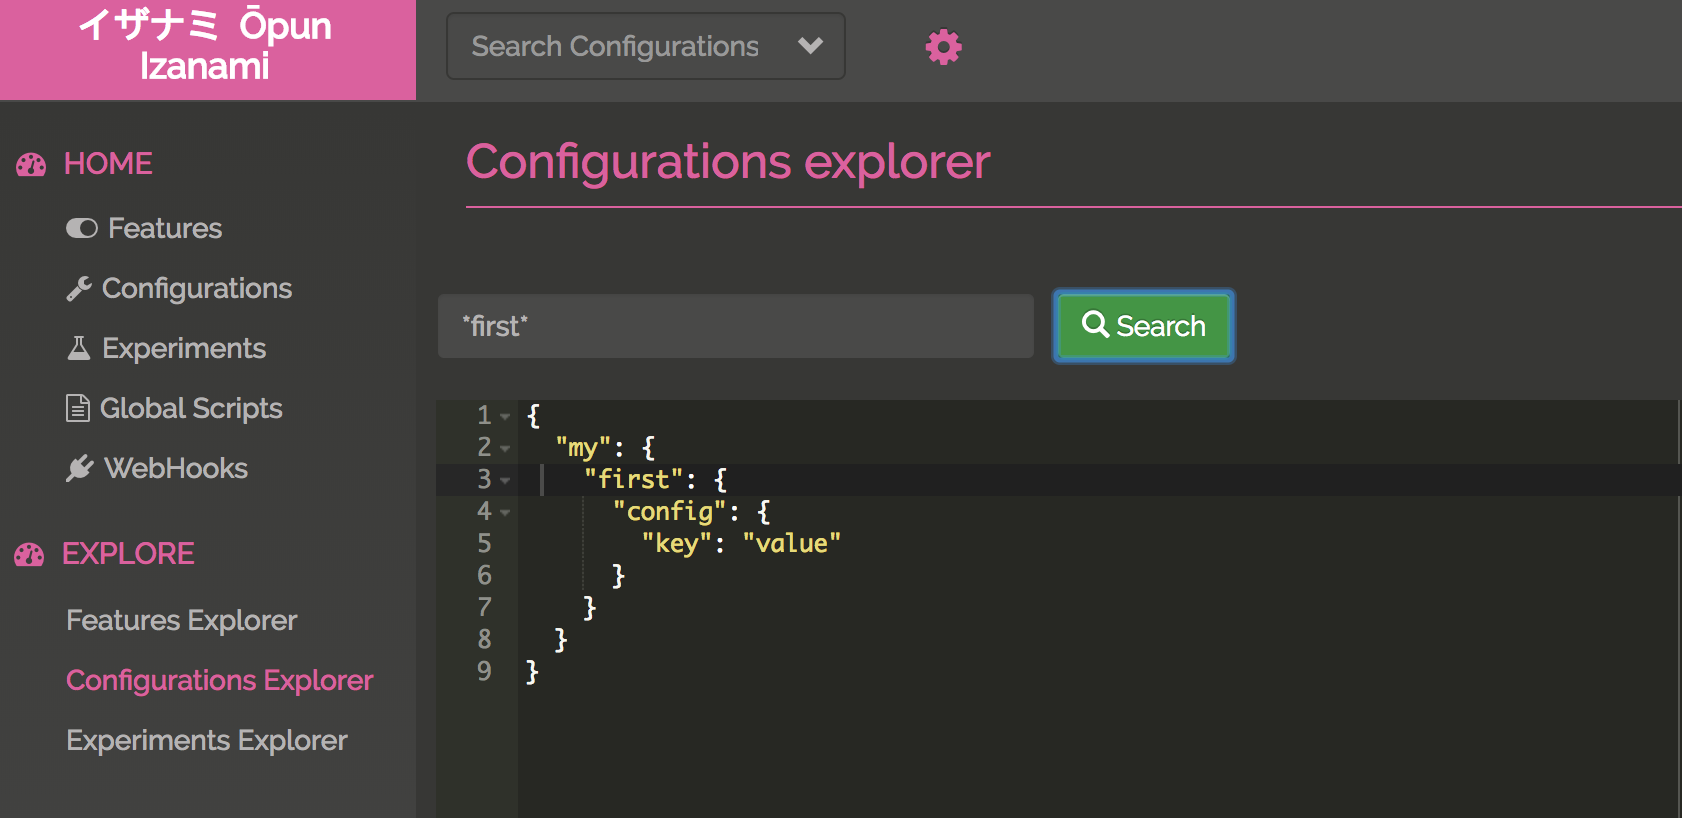 イザナミ Ōpun
Izanami
Search Configurations
HOME
Features
Configurations
Experiments
Global Scripts
WebHooks
EXPLORE
Features Explorer
Configurations Explorer
Experiments Explorer
Configurations explorer
*first*
Search
1 {
2   "my": {
3     "first": {
4       "config": {
5         "key": "value"
6       }
7     }
8   }
9 }